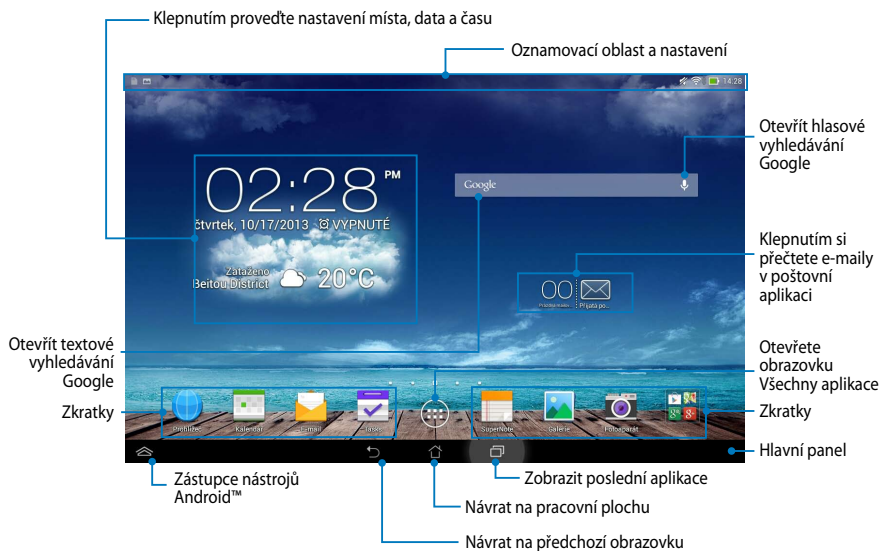 Klepnutím proveďte nastavení místa, data a času
Oznamovací oblast a nastavení
14:28
Otevřít hlasové
vyhledávání
Google
02:28 PM
čtvrtek, 10/17/2013 VYPNUTÉ
Zataženo
Beitou District
20°C
Google
Klepnutím si
přečtete e-maily
v poštovní
aplikaci
00
Přijatá po...
Otevřít textové
vyhledávání
Google
Otevřete
obrazovku
Všechny aplikace
Zkratky
Prohlížeč
Kalendář
E-mail
Tasks
SuperNote
Galerie
Fotoaparát
Zkratky
Hlavní panel
Zástupce nástrojů
Android™
Zobrazit poslední aplikace
Návrat na pracovní plochu
Návrat na předchozí obrazovku